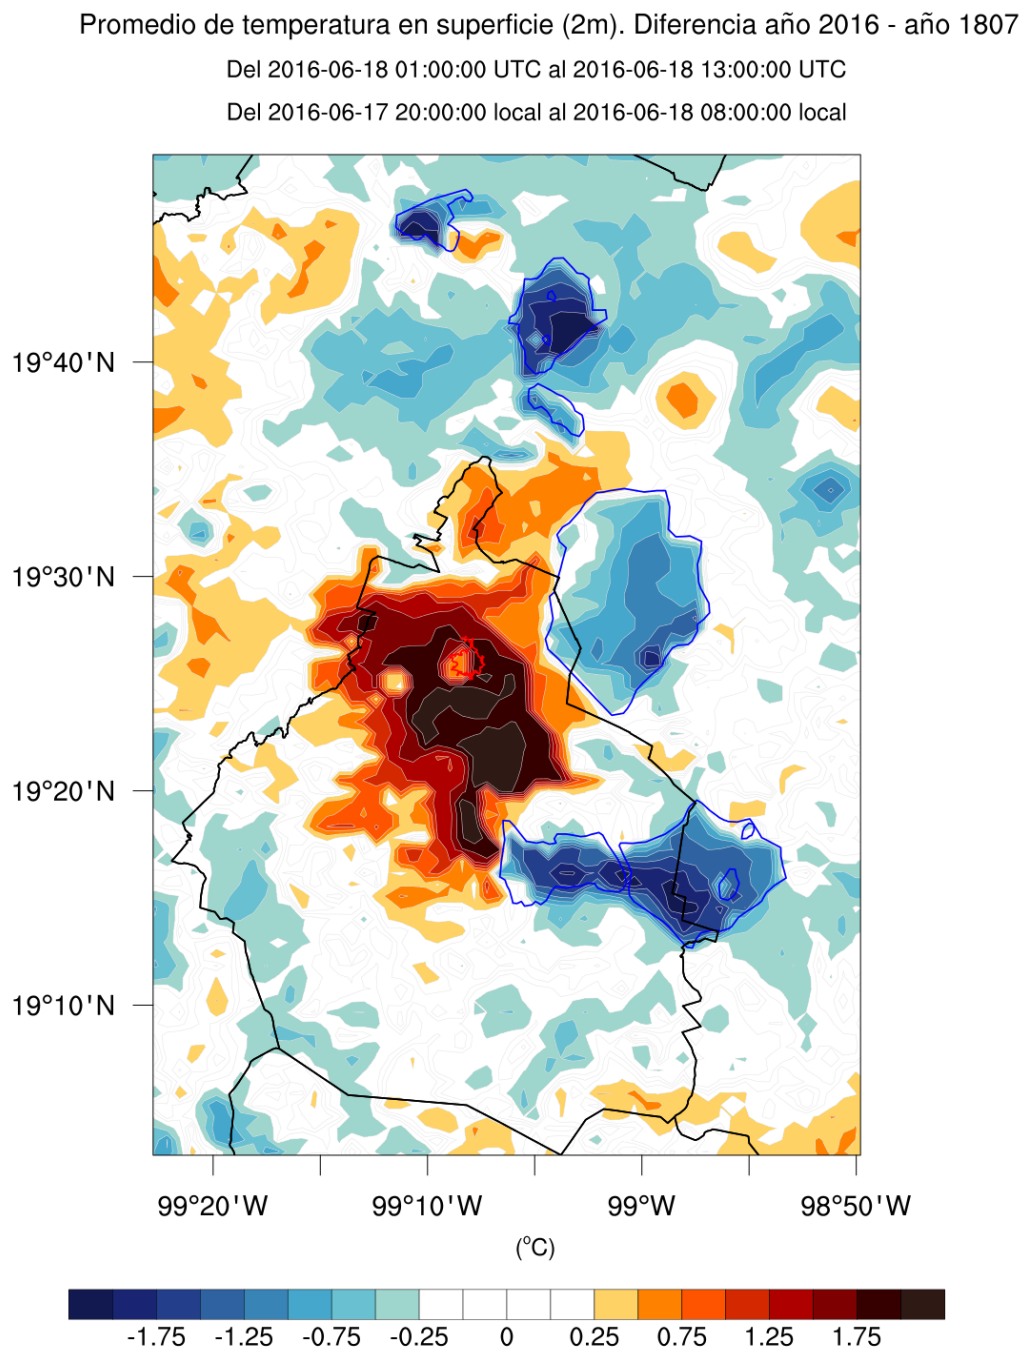 Promedio de temperatura en superficie (2m). Diferencia año 2016 - año 1807
Del 2016-06-18 01:00:00 UTC al 2016-06-18 13:00:00 UTC
Del 2016-06-17 20:00:00 local al 2016-06-18 08:00:00 local
19°40'N
19°30'N
19°20'N
19°10'N
99°20'W 99°10'W 99°W 98°50'W
(°C)
-1.75 -1.25 -0.75 -0.25 0 0.25 0.75 1.25 1.75